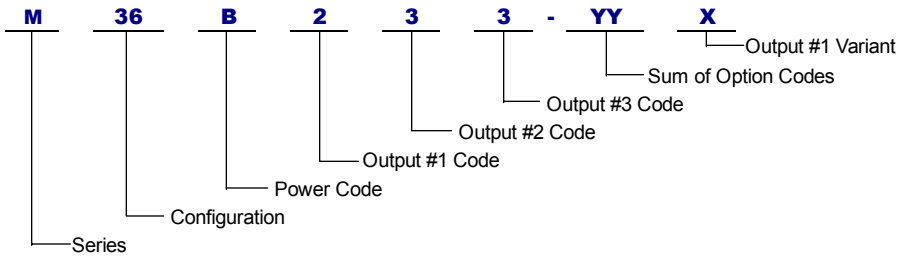 M 36 B 2 3 3 - YY X
Output #1 Variant
Sum of Option Codes
Output #3 Code
Output #2 Code
Output #1 Code
Power Code
Configuration
Series